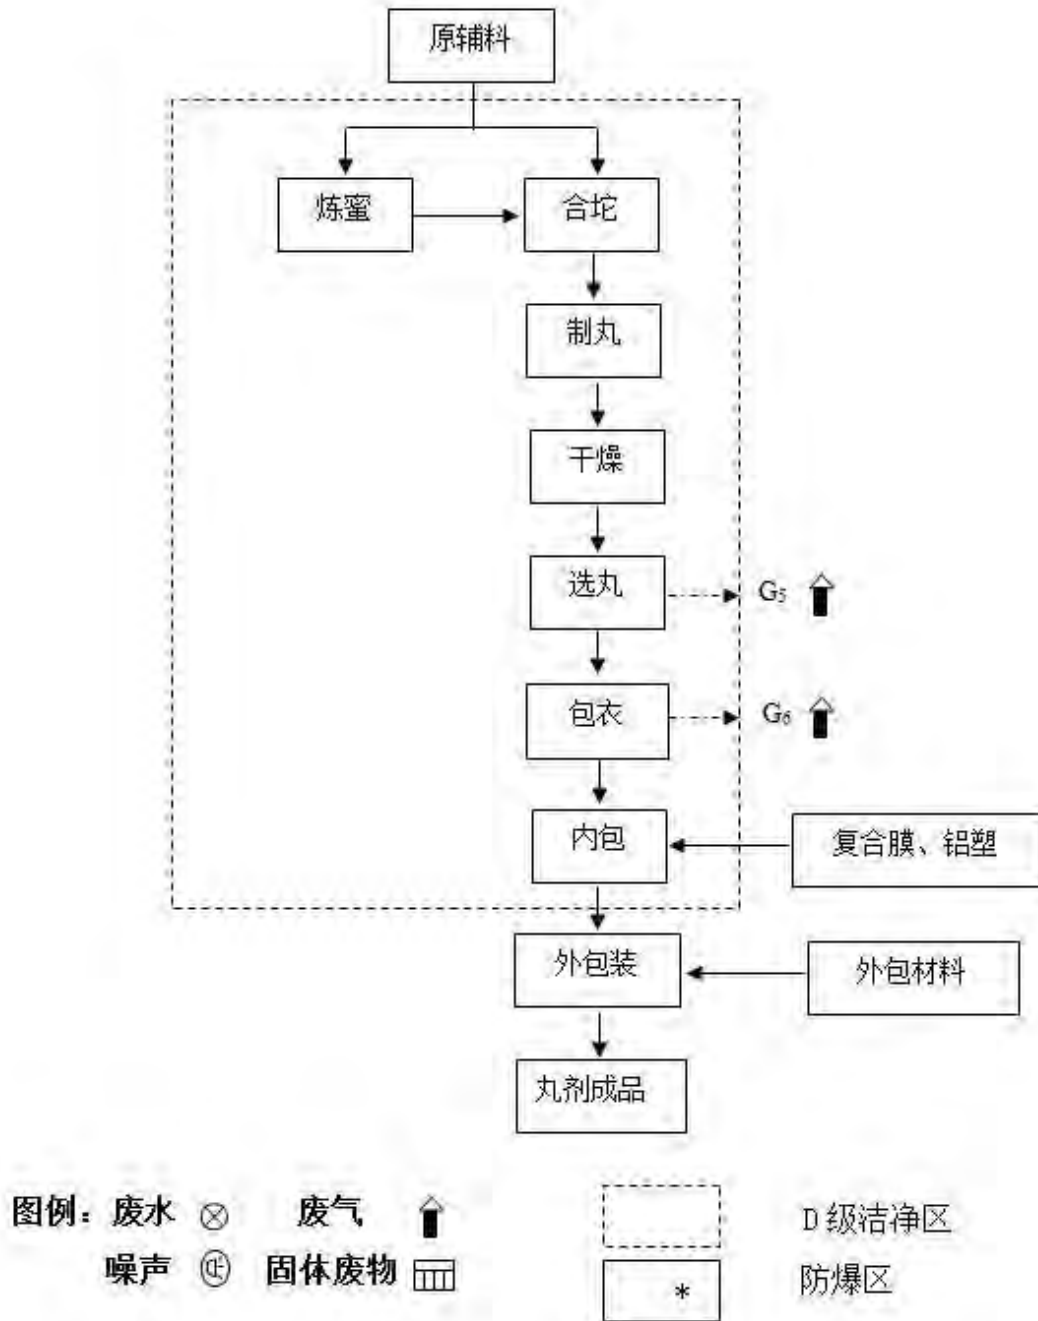 原辅料
炼蜜
合坨
制丸
干燥
选丸
G5
包衣
G6
内包
复合膜、铝塑
外包装
外包材料
丸剂成品
图例：废水 废气 D级洁净区
噪声 固体废物 * 防爆区